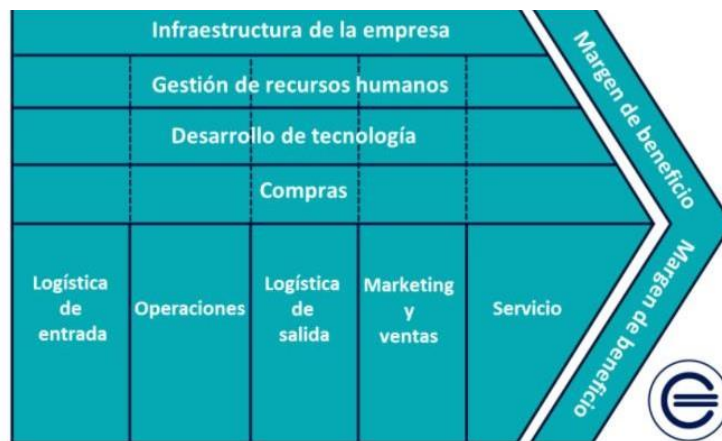 Infraestructura de la empresa
Gestión de recursos humanos
Desarrollo de tecnología
Compras
Logística
de
entrada
Operaciones
Logística
de
salida
Marketing
y
ventas
Servicio
Margen de beneficio
Margen de beneficio